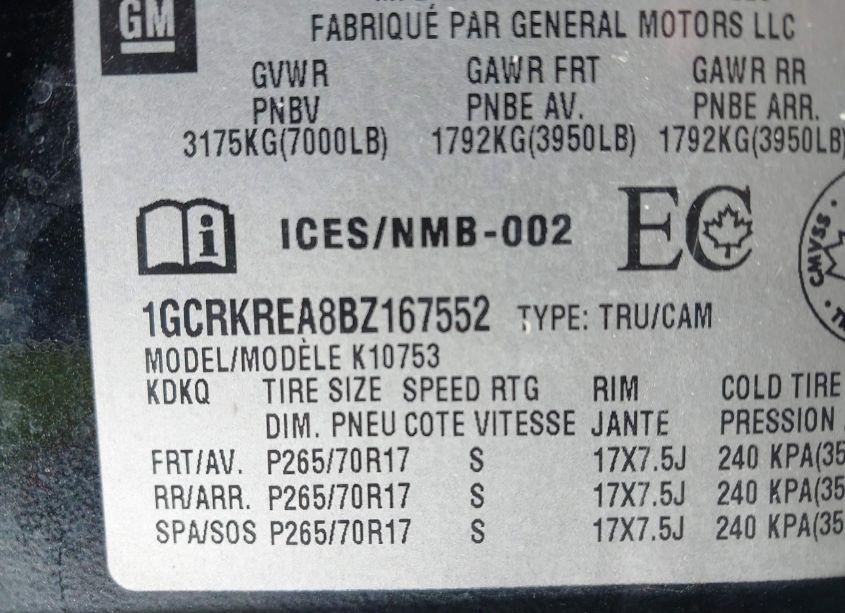 GM
FABRIQUÉ PAR GENERAL MOTORS LLC
GVWR GAWR FRT GAWR RR
PNBV PNBE AV. PNBE ARR.
3175KG(7000LB) 1792KG(3950LB) 1792KG(3950LB)
ICES/NMB-002 EC
CMVSS
1GCRKREA8BZ167552 TYPE: TRU/CAM
MODEL/MODÈLE K10753
KDKQ TIRE SIZE SPEED RTG RIM COLD TIRE
DIM. PNEU COTE VITESSE JANTE PRESSION
FRT/AV. P265/70R17 S 17X7.5J 240 KPA(35
RR/ARR. P265/70R17 S 17X7.5J 240 KPA(35
SPA/SOS P265/70R17 S 17X7.5J 240 KPA(35